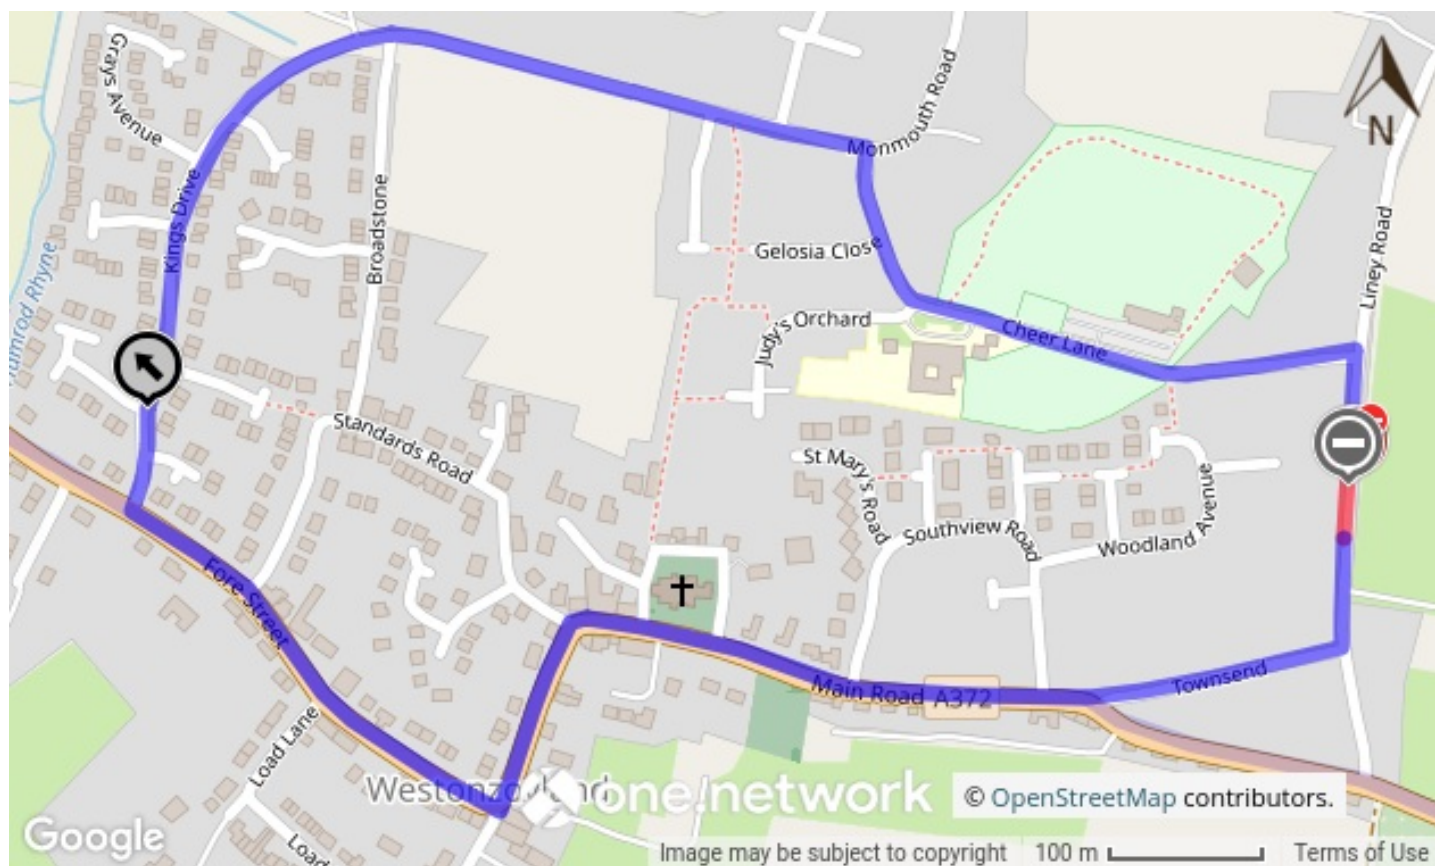 Grays Avenue
Monmouth Road
N
Kings Drive
Broadstone
Gelosia Close
Liney Road
Judy's Orchard
Cheer Lane
Standards Road
St Mary's Road
Southview Road
Woodland Avenue
Fore Street
Townsend
Main Road A372
Load Lane
Westonzoyland
one.network
© OpenStreetMap contributors.
Google
Load
Image may be subject to copyright 100 m Terms of Use